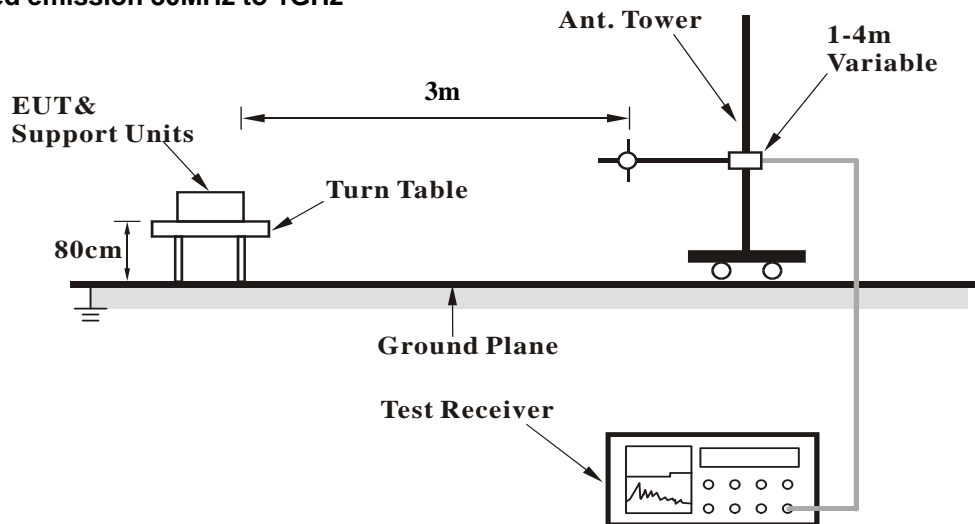 Ant. Tower
1-4m
Variable
3m
EUT&
Support Units
Turn Table
80cm
Ground Plane
Test Receiver